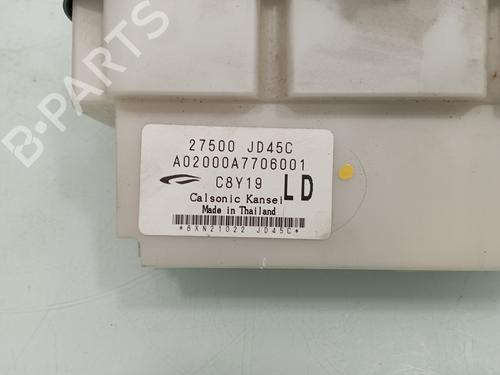 27500 JD45C
A02000A7706001
C8Y19 LD
Calsonic Kansei
Made in Thailand
*8XN21022 JD45C*
B-PARTS